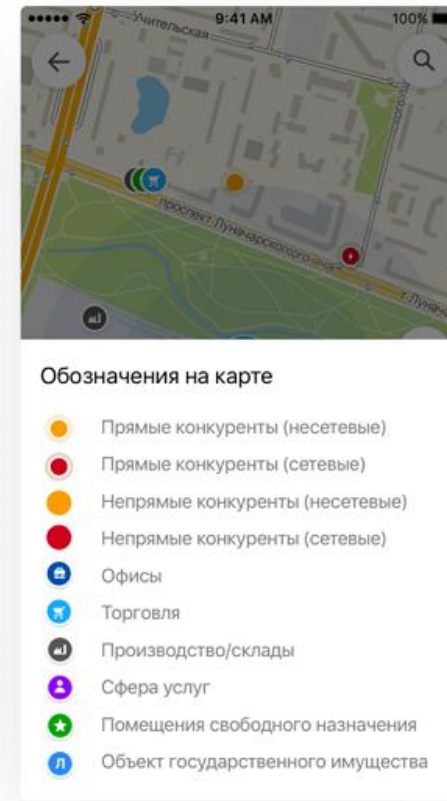 9:41 AM
100%
Учительская
проспект Луначарского
Обозначения на карте
Прямые конкуренты (несетевые)
Прямые конкуренты (сетевые)
Непрямые конкуренты (несетевые)
Непрямые конкуренты (сетевые)
Офисы
Торговля
Производство/склады
Сфера услуг
Помещения свободного назначения
Л
Объект государственного имущества